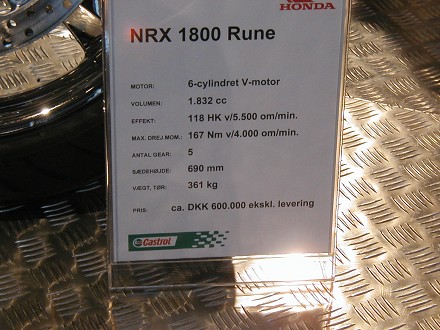 HONDA
NRX 1800 Rune
MOTOR: 6-cylindret V-motor
VOLUMEN: 1.832 cc
EFFEKT: 118 HK v/5.500 om/min.
MAX. DREJ MOM.: 167 Nm v/4.000 om/min.
ANTAL GEAR: 5
SÆDEHØJDE: 690 mm
VÆGT, TØR: 361 kg
PRIS: ca. DKK 600.000 ekskl. levering
Castrol